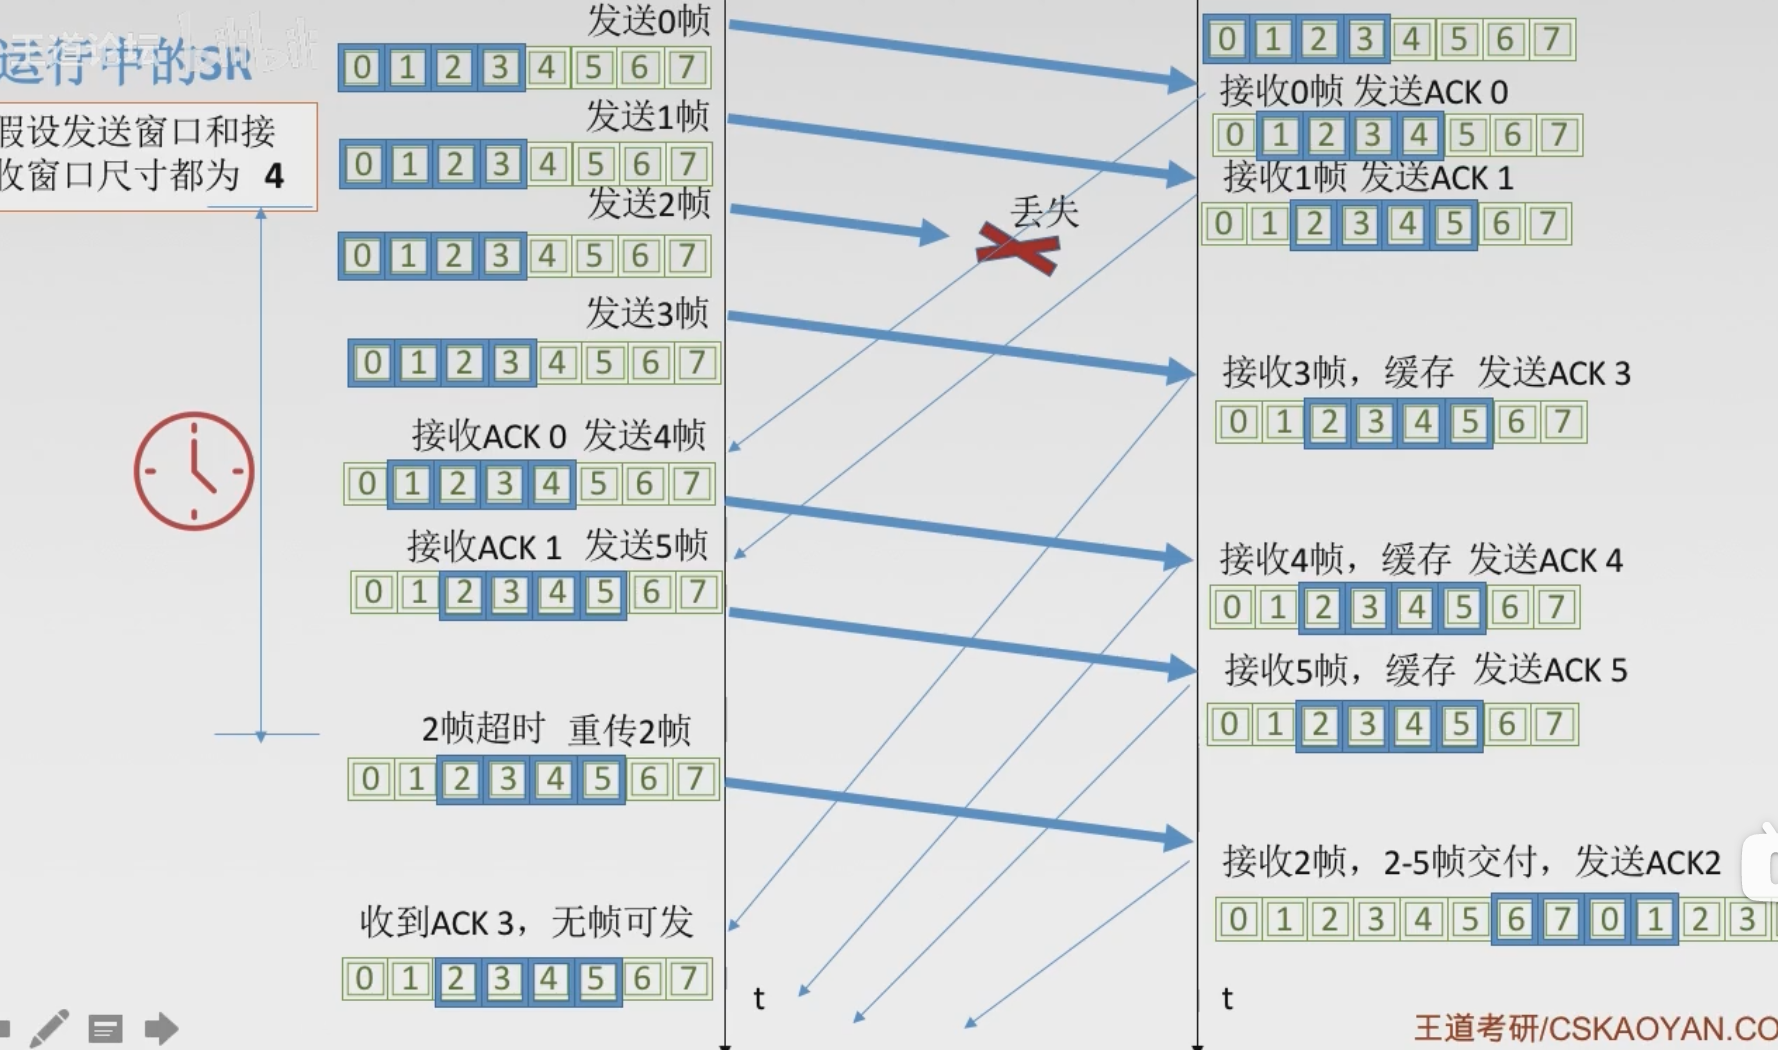 王道论坛
运行中的SR
假设发送窗口和接
收窗口尺寸都为 4
发送0帧
0 1 2 3 4 5 6 7
发送1帧
0 1 2 3 4 5 6 7
发送2帧
0 1 2 3 4 5 6 7
发送3帧
0 1 2 3 4 5 6 7
接收ACK 0 发送4帧
0 1 2 3 4 5 6 7
接收ACK 1 发送5帧
0 1 2 3 4 5 6 7
2帧超时 重传2帧
0 1 2 3 4 5 6 7
收到ACK 3，无帧可发
0 1 2 3 4 5 6 7
丢失
t
0 1 2 3 4 5 6 7
接收0帧 发送ACK 0
0 1 2 3 4 5 6 7
接收1帧 发送ACK 1
0 1 2 3 4 5 6 7
接收3帧，缓存 发送ACK 3
0 1 2 3 4 5 6 7
接收4帧，缓存 发送ACK 4
0 1 2 3 4 5 6 7
接收5帧，缓存 发送ACK 5
0 1 2 3 4 5 6 7
接收2帧，2-5帧交付，发送ACK2
0 1 2 3 4 5 6 7 0 1 2 3
t
王道考研/CSKAOYAN.CO